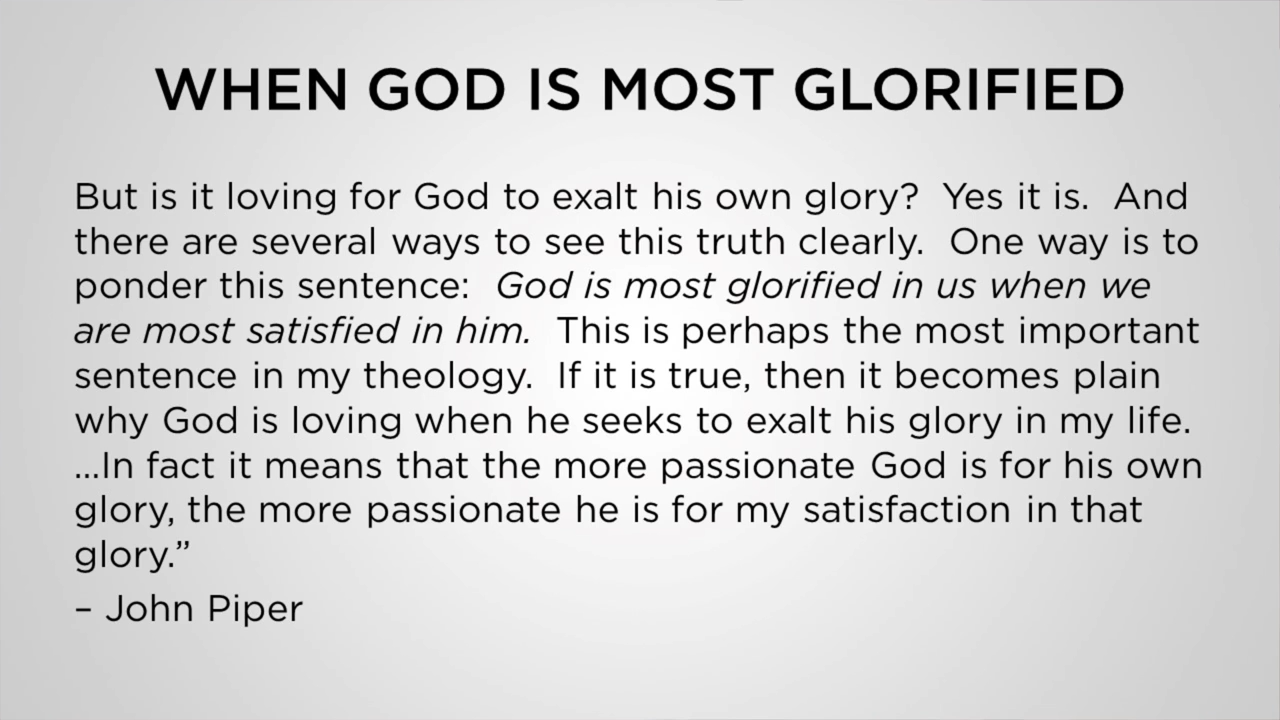 WHEN GOD IS MOST GLORIFIED
But is it loving for God to exalt his own glory?  Yes it is.  And
there are several ways to see this truth clearly.  One way is to
ponder this sentence:  God is most glorified in us when we
are most satisfied in him.  This is perhaps the most important
sentence in my theology.  If it is true, then it becomes plain
why God is loving when he seeks to exalt his glory in my life.
...In fact it means that the more passionate God is for his own
glory, the more passionate he is for my satisfaction in that
glory.”
– John Piper